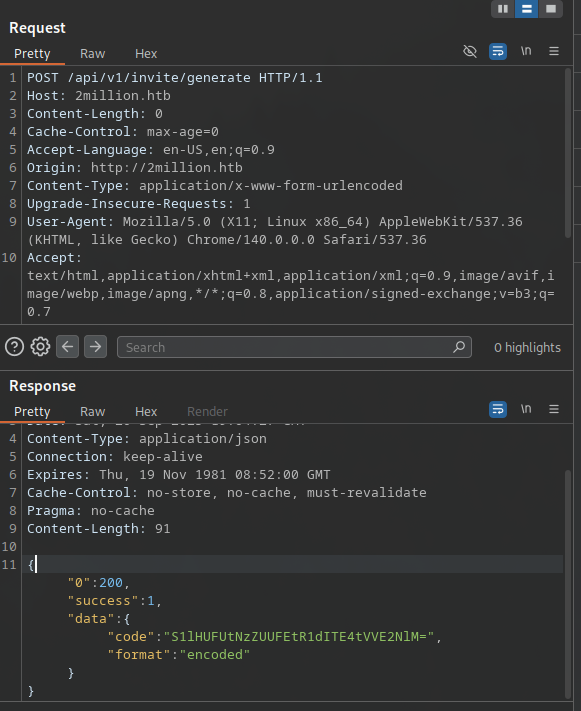 Request
Pretty Raw Hex
\n
1 POST /api/v1/invite/generate HTTP/1.1
2 Host: 2million.htb
3 Content-Length: 0
4 Cache-Control: max-age=0
5 Accept-Language: en-US,en;q=0.9
6 Origin: http://2million.htb
7 Content-Type: application/x-www-form-urlencoded
8 Upgrade-Insecure-Requests: 1
9 User-Agent: Mozilla/5.0 (X11; Linux x86_64) AppleWebKit/537.36
(KHTML, like Gecko) Chrome/140.0.0.0 Safari/537.36
10 Accept:
text/html,application/xhtml+xml,application/xml;q=0.9,image/avif,i
mage/webp,image/apng,*/*;q=0.8,application/signed-exchange;v=b3;q=
0.7
Search
0 highlights
Response
Pretty Raw Hex Render
\n
4 Content-Type: application/json
5 Connection: keep-alive
6 Expires: Thu, 19 Nov 1981 08:52:00 GMT
7 Cache-Control: no-store, no-cache, must-revalidate
8 Pragma: no-cache
9 Content-Length: 91
10
11 {
"0":200,
"success":1,
"data":{
"code":"S1lHUFUtNzZUUFEtR1dITE4tVVE2NlM=",
"format":"encoded"
}
}